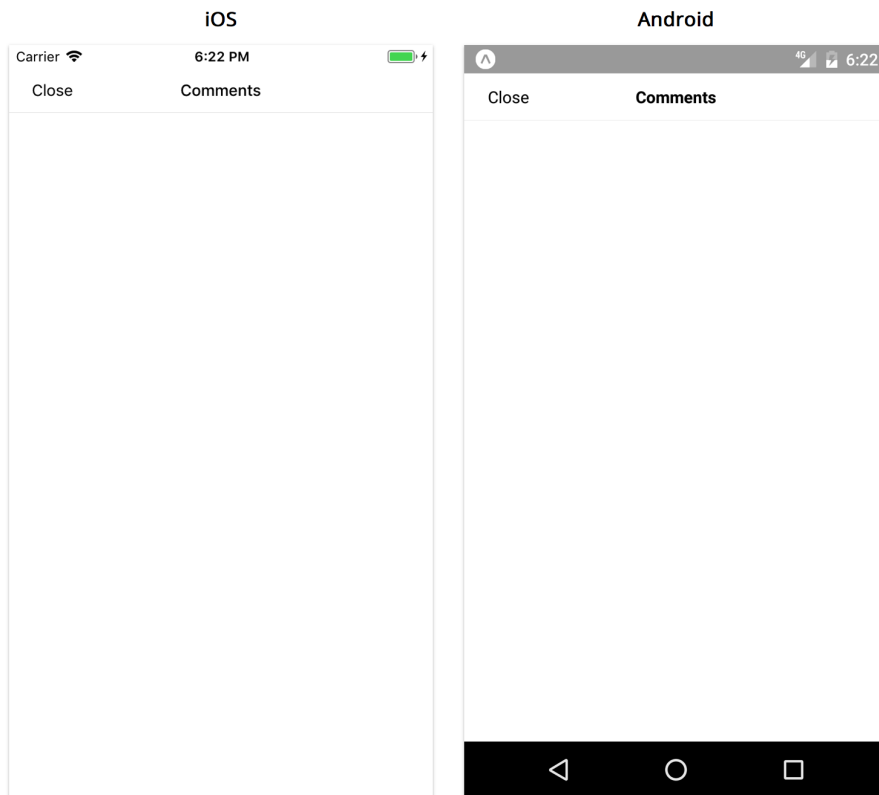 iOS
Carrier 6:22 PM
Close Comments
Android
4G 6:22
Close Comments